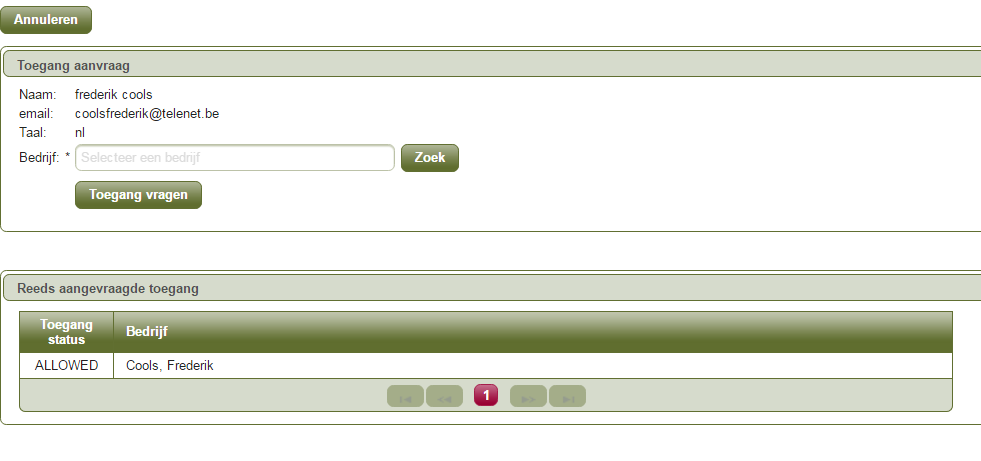 Annuleren
Toegang aanvraag
Naam: frederik cools
email: coolsfrederik@telenet.be
Taal: nl
Bedrijf: * Selecteer een bedrijf Zoek
Toegang vragen
Reeds aangevraagde toegang
Toegang status Bedrijf
ALLOWED Cools, Frederik
1